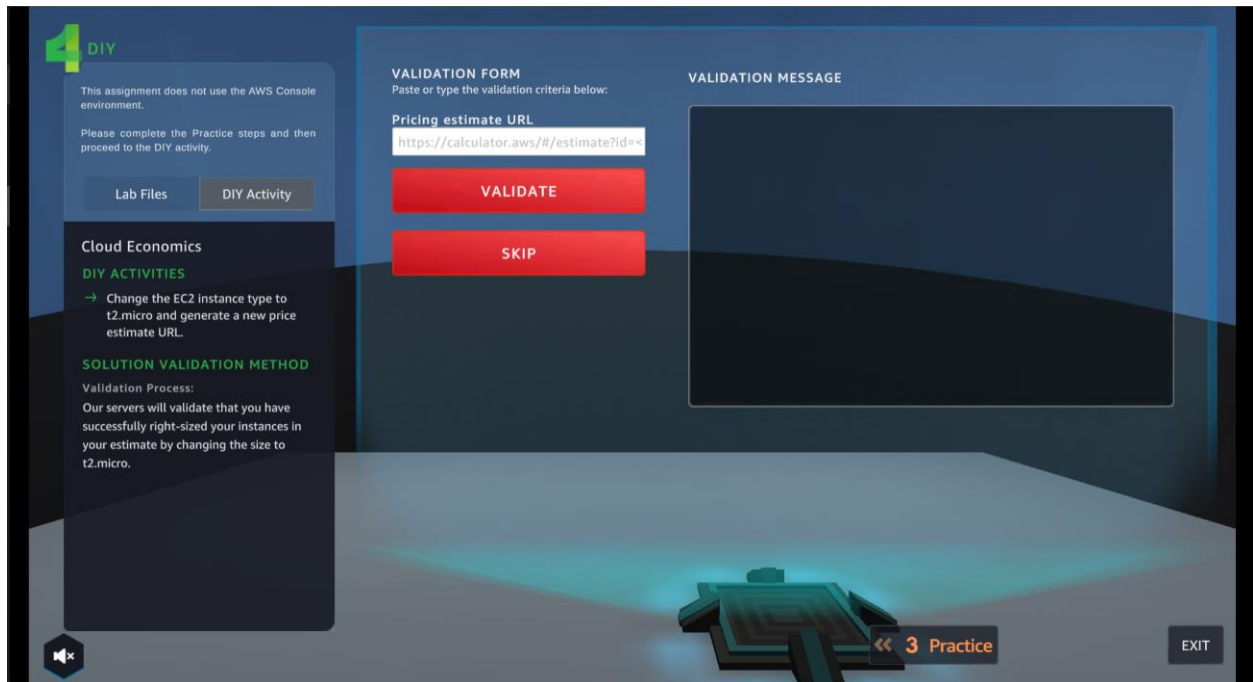 4 DIY
This assignment does not use the AWS Console
environment.
Please complete the Practice steps and then
proceed to the DIY activity.
Lab Files
DIY Activity
Cloud Economics
DIY ACTIVITIES
→ Change the EC2 instance type to
t2.micro and generate a new price
estimate URL.
SOLUTION VALIDATION METHOD
Validation Process:
Our servers will validate that you have
successfully right-sized your instances in
your estimate by changing the size to
t2.micro.
VALIDATION FORM
Paste or type the validation criteria below:
Pricing estimate URL
https://calculator.aws/#/estimate?id=<
VALIDATE
SKIP
VALIDATION MESSAGE
3 Practice
EXIT